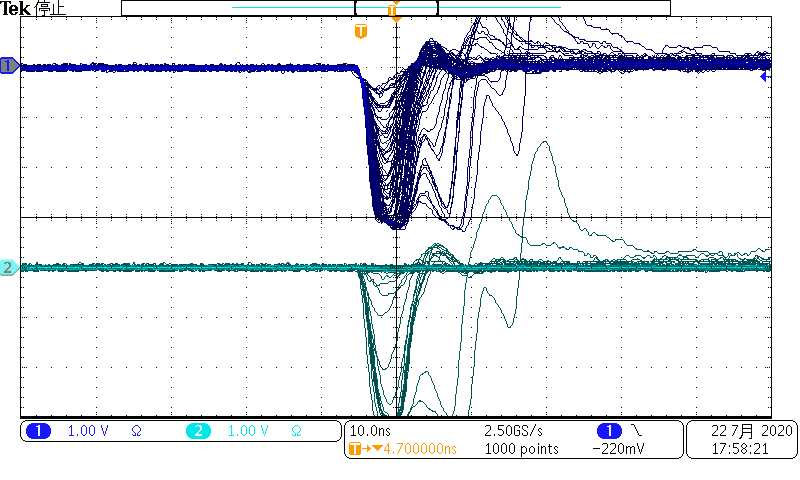 Tek 停止
T
T
1
2
1 1.00 V Ω 2 1.00 V Ω
10.0ns 2.50GS/s 1
T→▼4.700000ns 1000 points -220mV
22 7月 2020
17:58:21